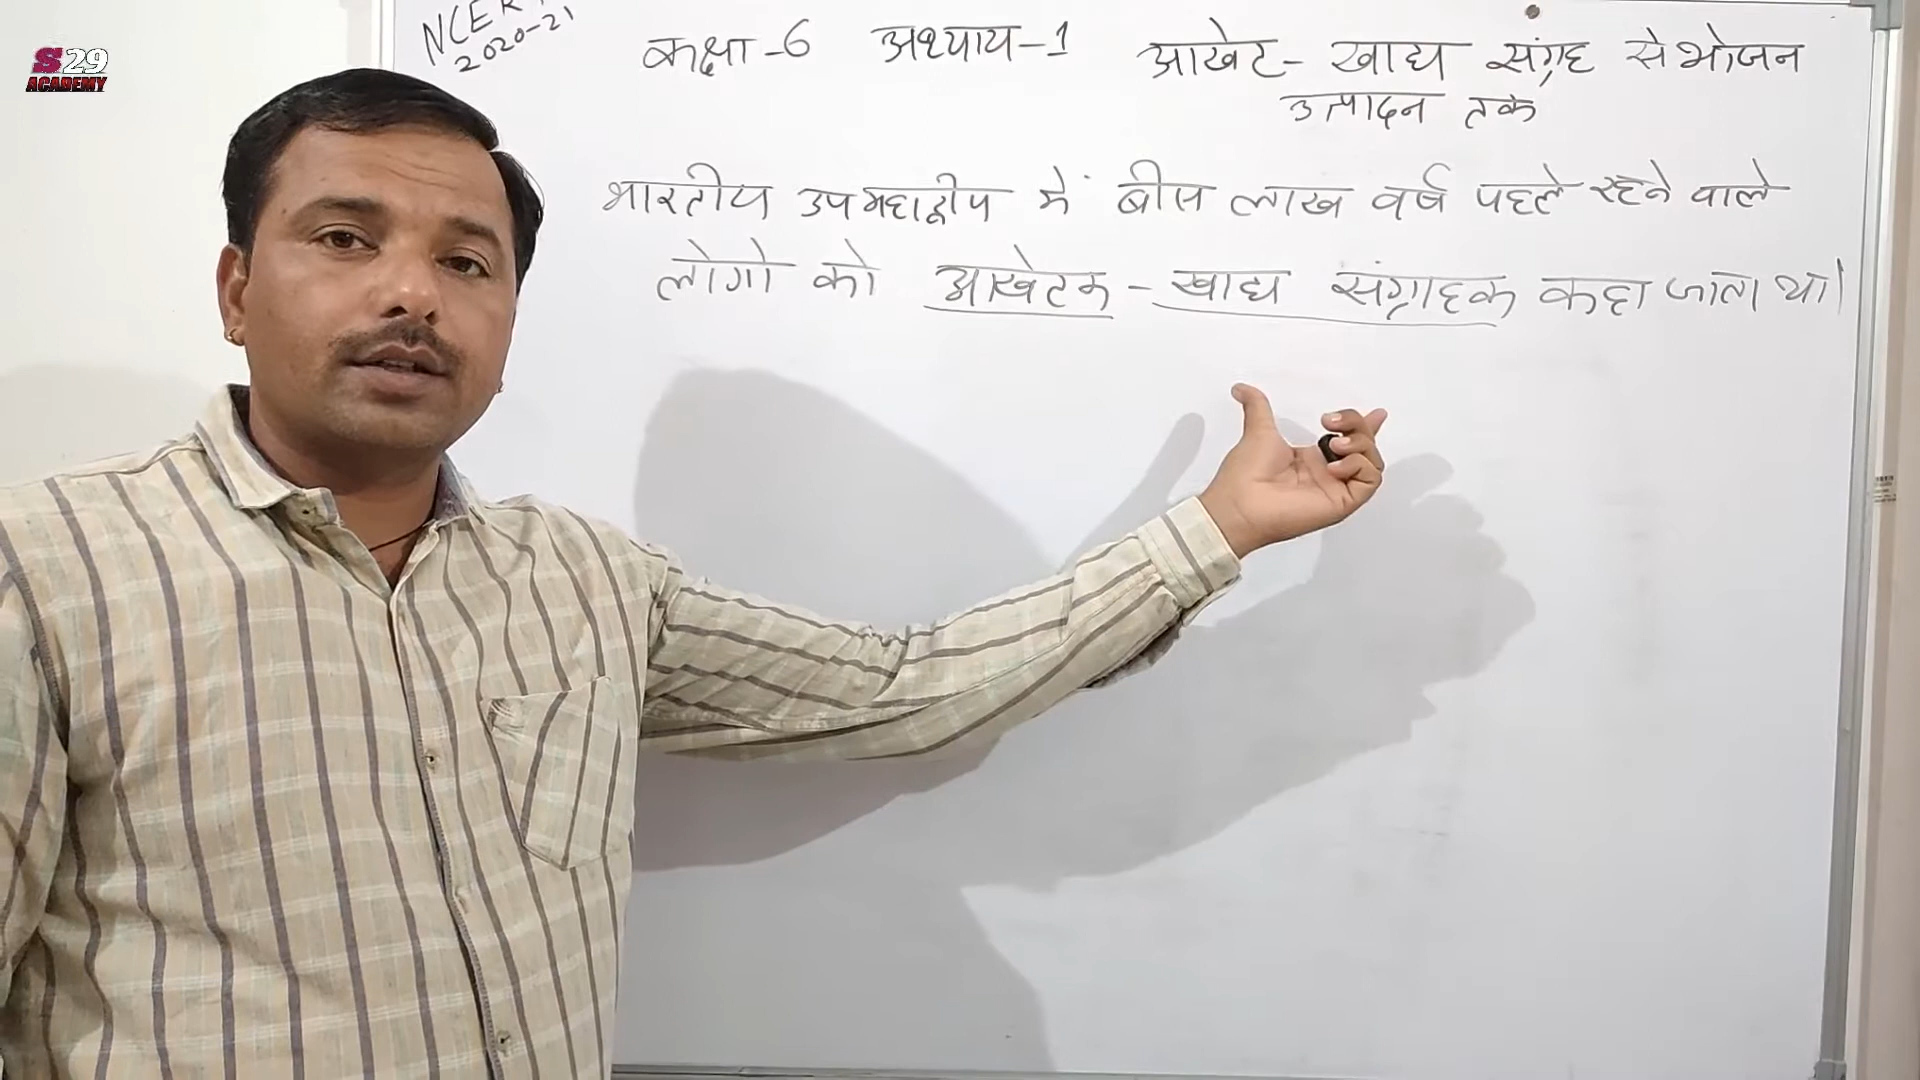 S29
ACADEMY
NCERT
2020-21
कक्षा-6 अध्याय-1 आखेट-खाद्य संग्रह से भोजन
उत्पादन तक
भारतीय उपमहाद्वीप में बीस लाख वर्ष पहले रहने वाले
लोगो को आखेटक-खाद्य संग्राहक कहा जाता था।